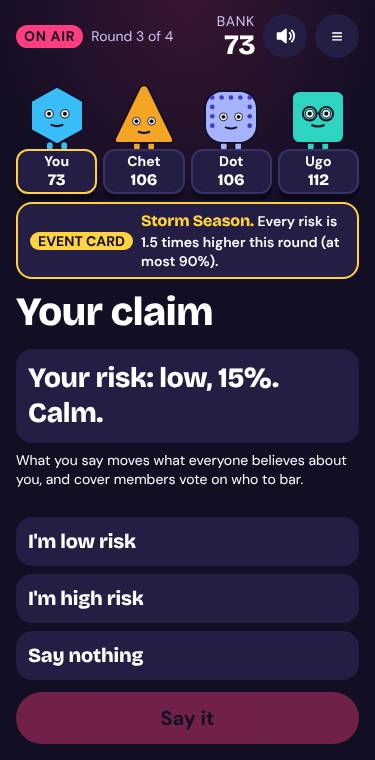 ON AIR
Round 3 of 4
BANK
73
You
73
Chet
106
Dot
106
Ugo
112
EVENT CARD
Storm Season. Every risk is
1.5 times higher this round (at
most 90%).
Your claim
Your risk: low, 15%.
Calm.
What you say moves what everyone believes about
you, and cover members vote on who to bar.
I'm low risk
I'm high risk
Say nothing
Say it